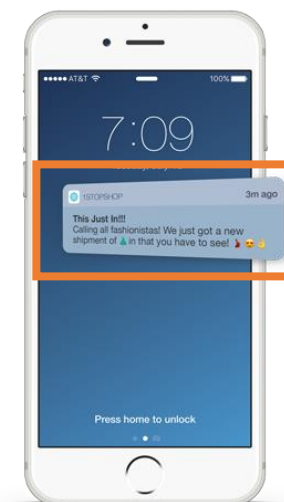 ●●●●● AT&T 100%
7:09
1STOPSHOP 3m ago
This Just In!!!
Calling all fashionistas! We just got a new
shipment of 👗 in that you have to see! 💃 😍 👌
Press home to unlock